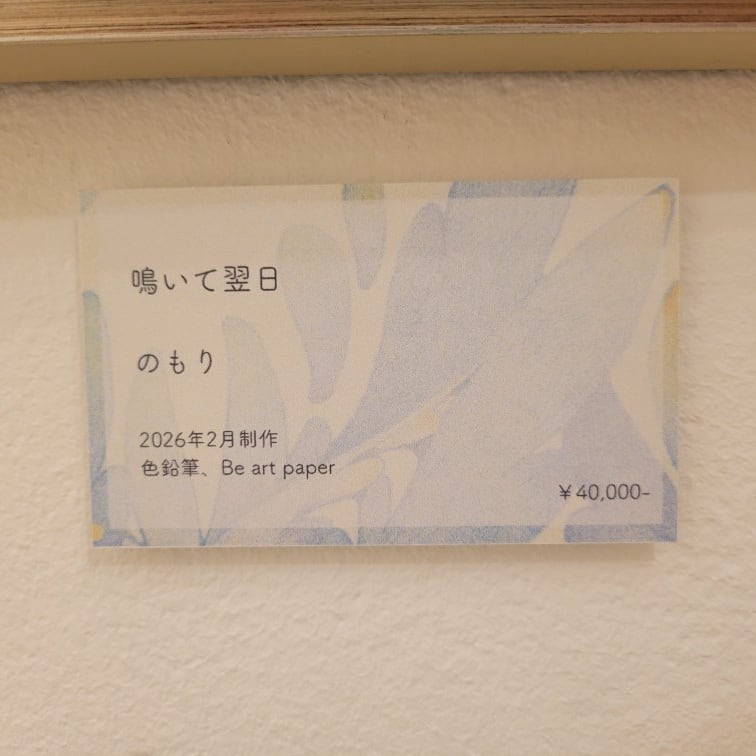 鳴いて翌日
のもり
2026年2月制作
色鉛筆、Be art paper
￥40,000-